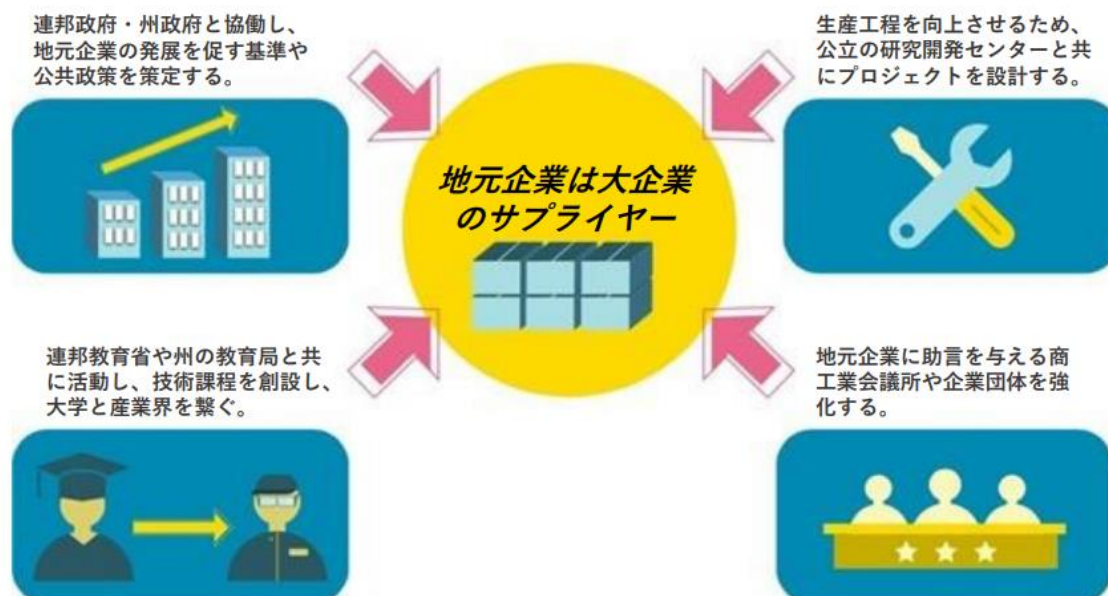 連邦政府・州政府と協働し、
地元企業の発展を促す基準や
公共政策を策定する。
生産工程を向上させるため、
公立の研究開発センターと共
にプロジェクトを設計する。
地元企業は大企業
のサプライヤー
連邦教育省や州の教育局と共
に活動し、技術課程を創設し、
大学と産業界を繋ぐ。
地元企業に助言を与える商
工業会議所や企業団体を強
化する。